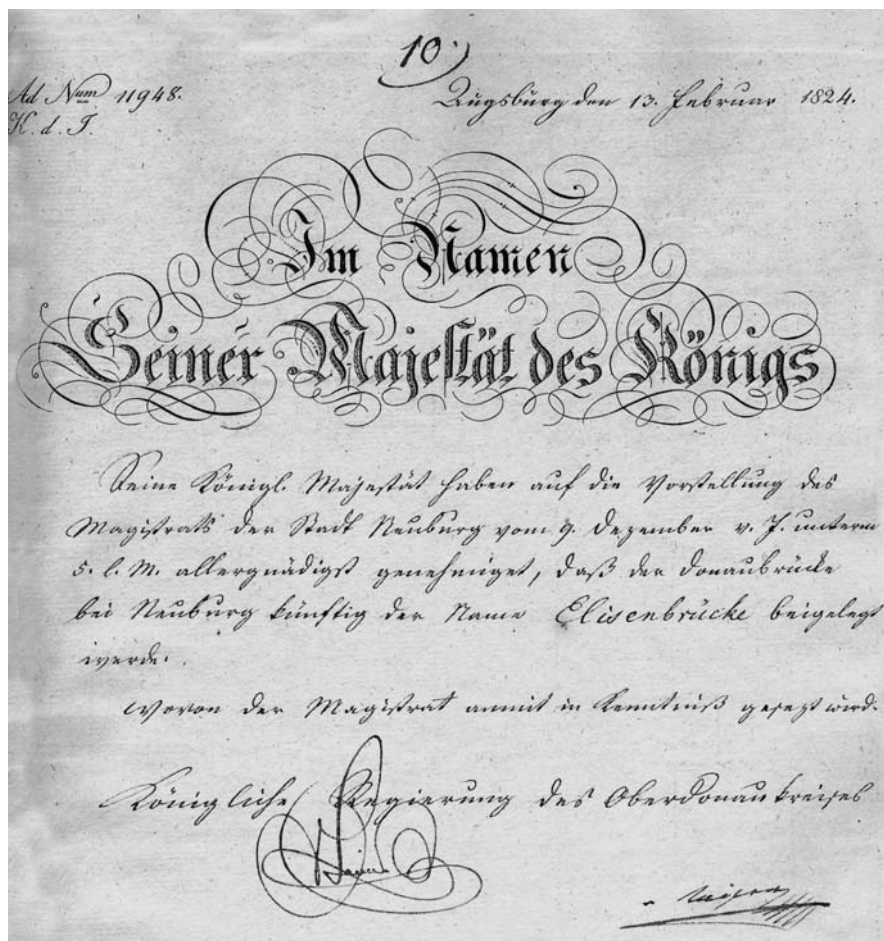 10.
Ad Num 11948.
Augsburg den 13. Februar 1824.
K. d. I.
Im Namen
Seiner Majestät des Königs
Seine Königl. Majestät haben auf die Vorstellung des
Magistrats der Stadt Neuburg vom 9. Dezember v. J. unterm
5. l. M. allergnädigst genehmiget, daß der Donaubrücke
bei Neuburg künftig der Name Elisenbrücke beigelegt
werde.
Wovon der Magistrat anmit in Kenntniß gesezt wird.
Königliche Regierung des Oberdonaukreises